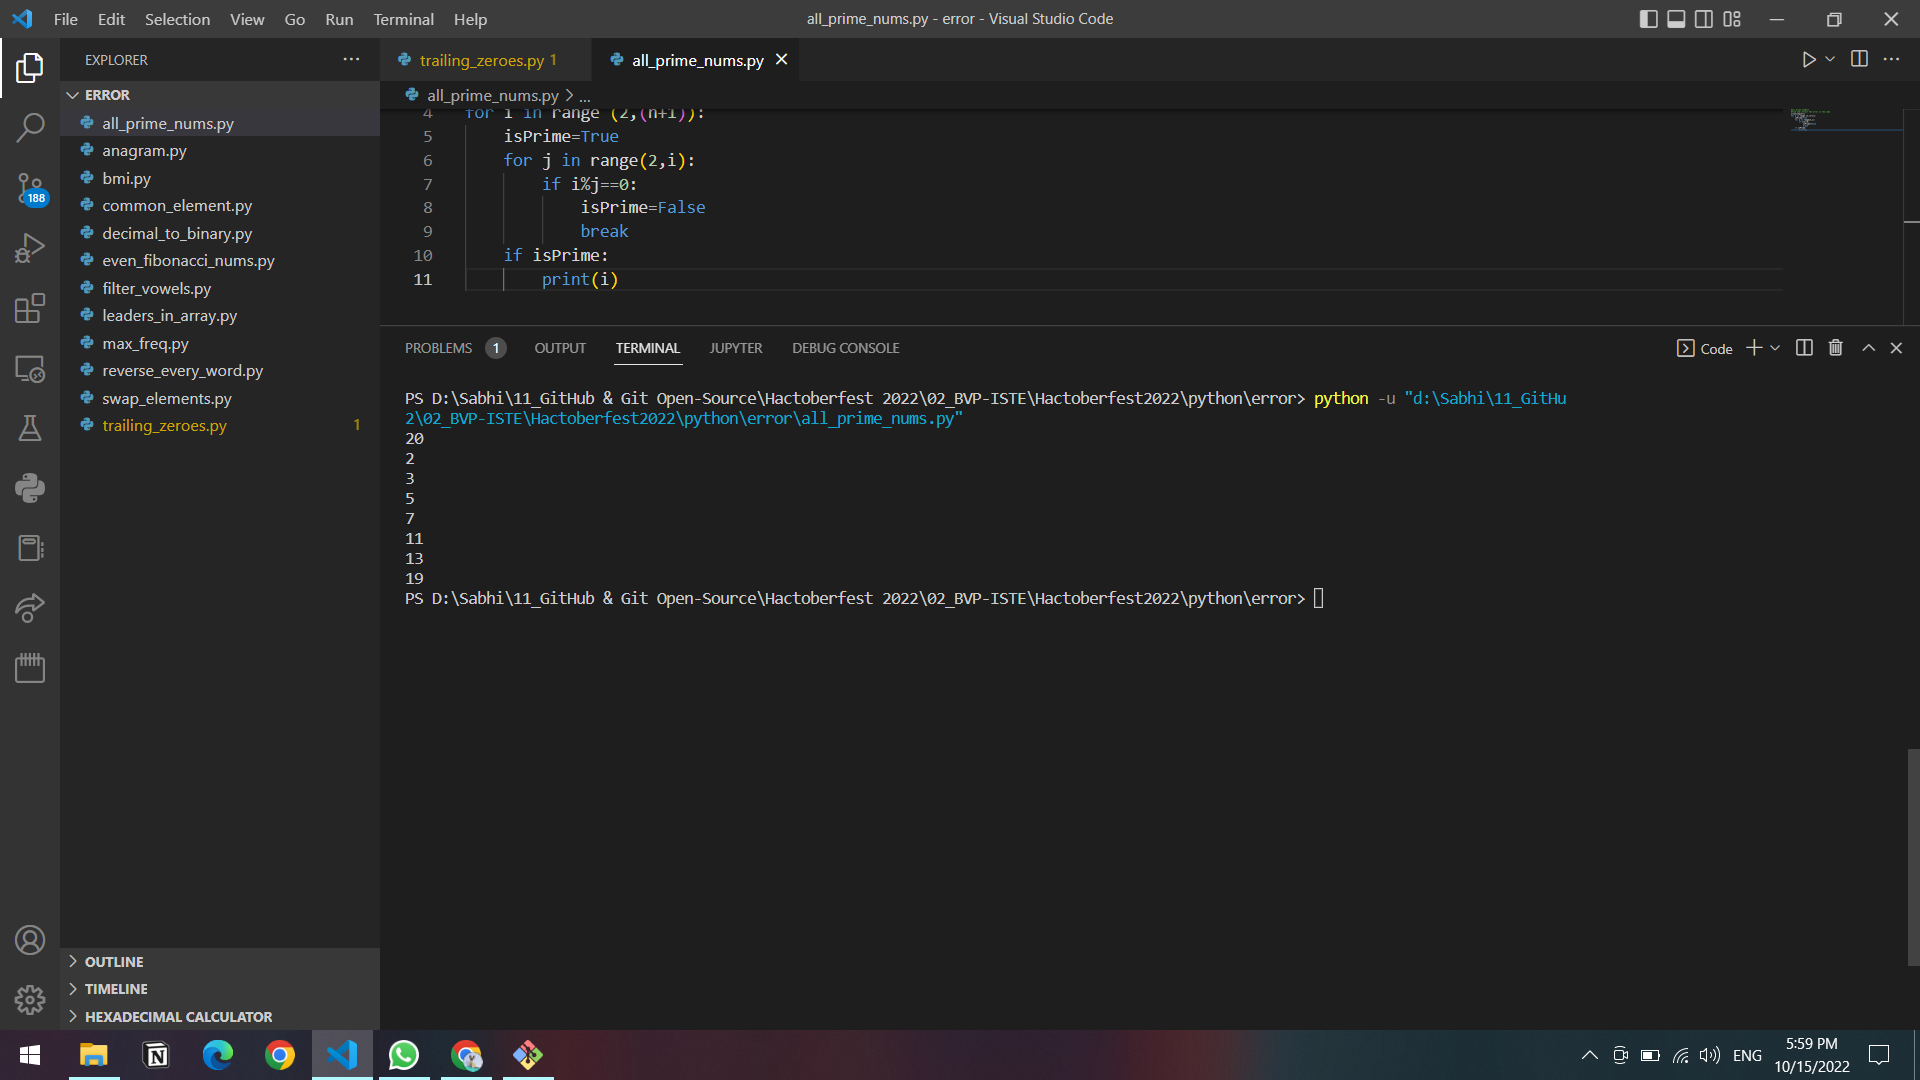 File Edit Selection View Go Run Terminal Help
all_prime_nums.py - error - Visual Studio Code
EXPLORER
ERROR
all_prime_nums.py
anagram.py
bmi.py
common_element.py
decimal_to_binary.py
even_fibonacci_nums.py
filter_vowels.py
leaders_in_array.py
max_freq.py
reverse_every_word.py
swap_elements.py
trailing_zeroes.py 1
188
OUTLINE
TIMELINE
HEXADECIMAL CALCULATOR
trailing_zeroes.py 1
all_prime_nums.py
all_prime_nums.py > ...
4 for i in range (2,(n+1)):
5 isPrime=True
6 for j in range(2,i):
7 if i%j==0:
8 isPrime=False
9 break
10 if isPrime:
11 print(i)
PROBLEMS 1 OUTPUT TERMINAL JUPYTER DEBUG CONSOLE
Code
PS D:\Sabhi\11_GitHub & Git Open-Source\Hactoberfest 2022\02_BVP-ISTE\Hactoberfest2022\python\error> python -u "d:\Sabhi\11_GitHu
2\02_BVP-ISTE\Hactoberfest2022\python\error\all_prime_nums.py"
20
2
3
5
7
11
13
19
PS D:\Sabhi\11_GitHub & Git Open-Source\Hactoberfest 2022\02_BVP-ISTE\Hactoberfest2022\python\error>
ENG
5:59 PM
10/15/2022